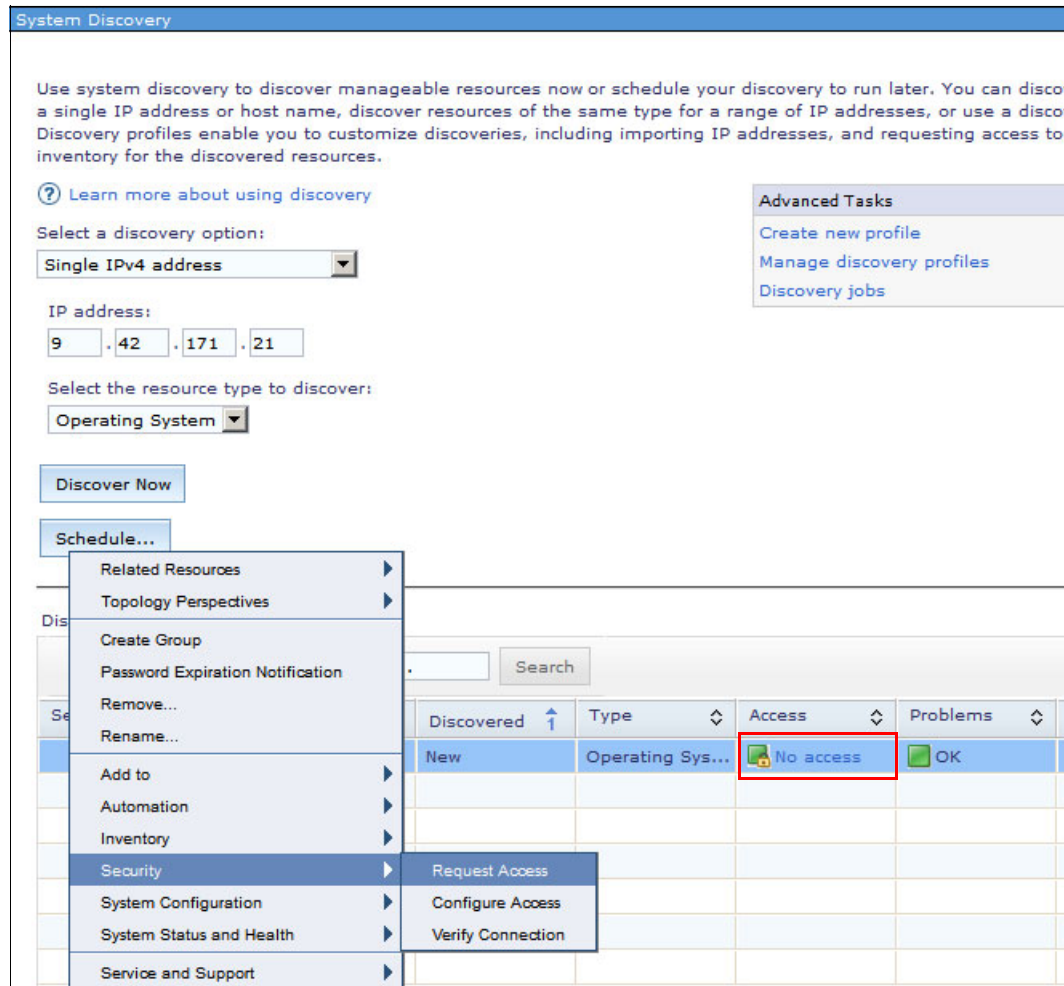 System Discovery
Use system discovery to discover manageable resources now or schedule your discovery to run later. You can disco
a single IP address or host name, discover resources of the same type for a range of IP addresses, or use a disco
Discovery profiles enable you to customize discoveries, including importing IP addresses, and requesting access to
inventory for the discovered resources.
? Learn more about using discovery
Advanced Tasks
Create new profile
Manage discovery profiles
Discovery jobs
Select a discovery option:
Single IPv4 address
IP address:
9 . 42 . 171 . 21
Select the resource type to discover:
Operating System
Discover Now
Schedule...
Related Resources
Topology Perspectives
Dis
Create Group
Password Expiration Notification
. Search
Remove...
Rename...
Se
Discovered 1 Type Access Problems
New Operating Sys... No access OK
Add to
Automation
Inventory
Security
Request Access
System Configuration
Configure Access
System Status and Health
Verify Connection
Service and Support